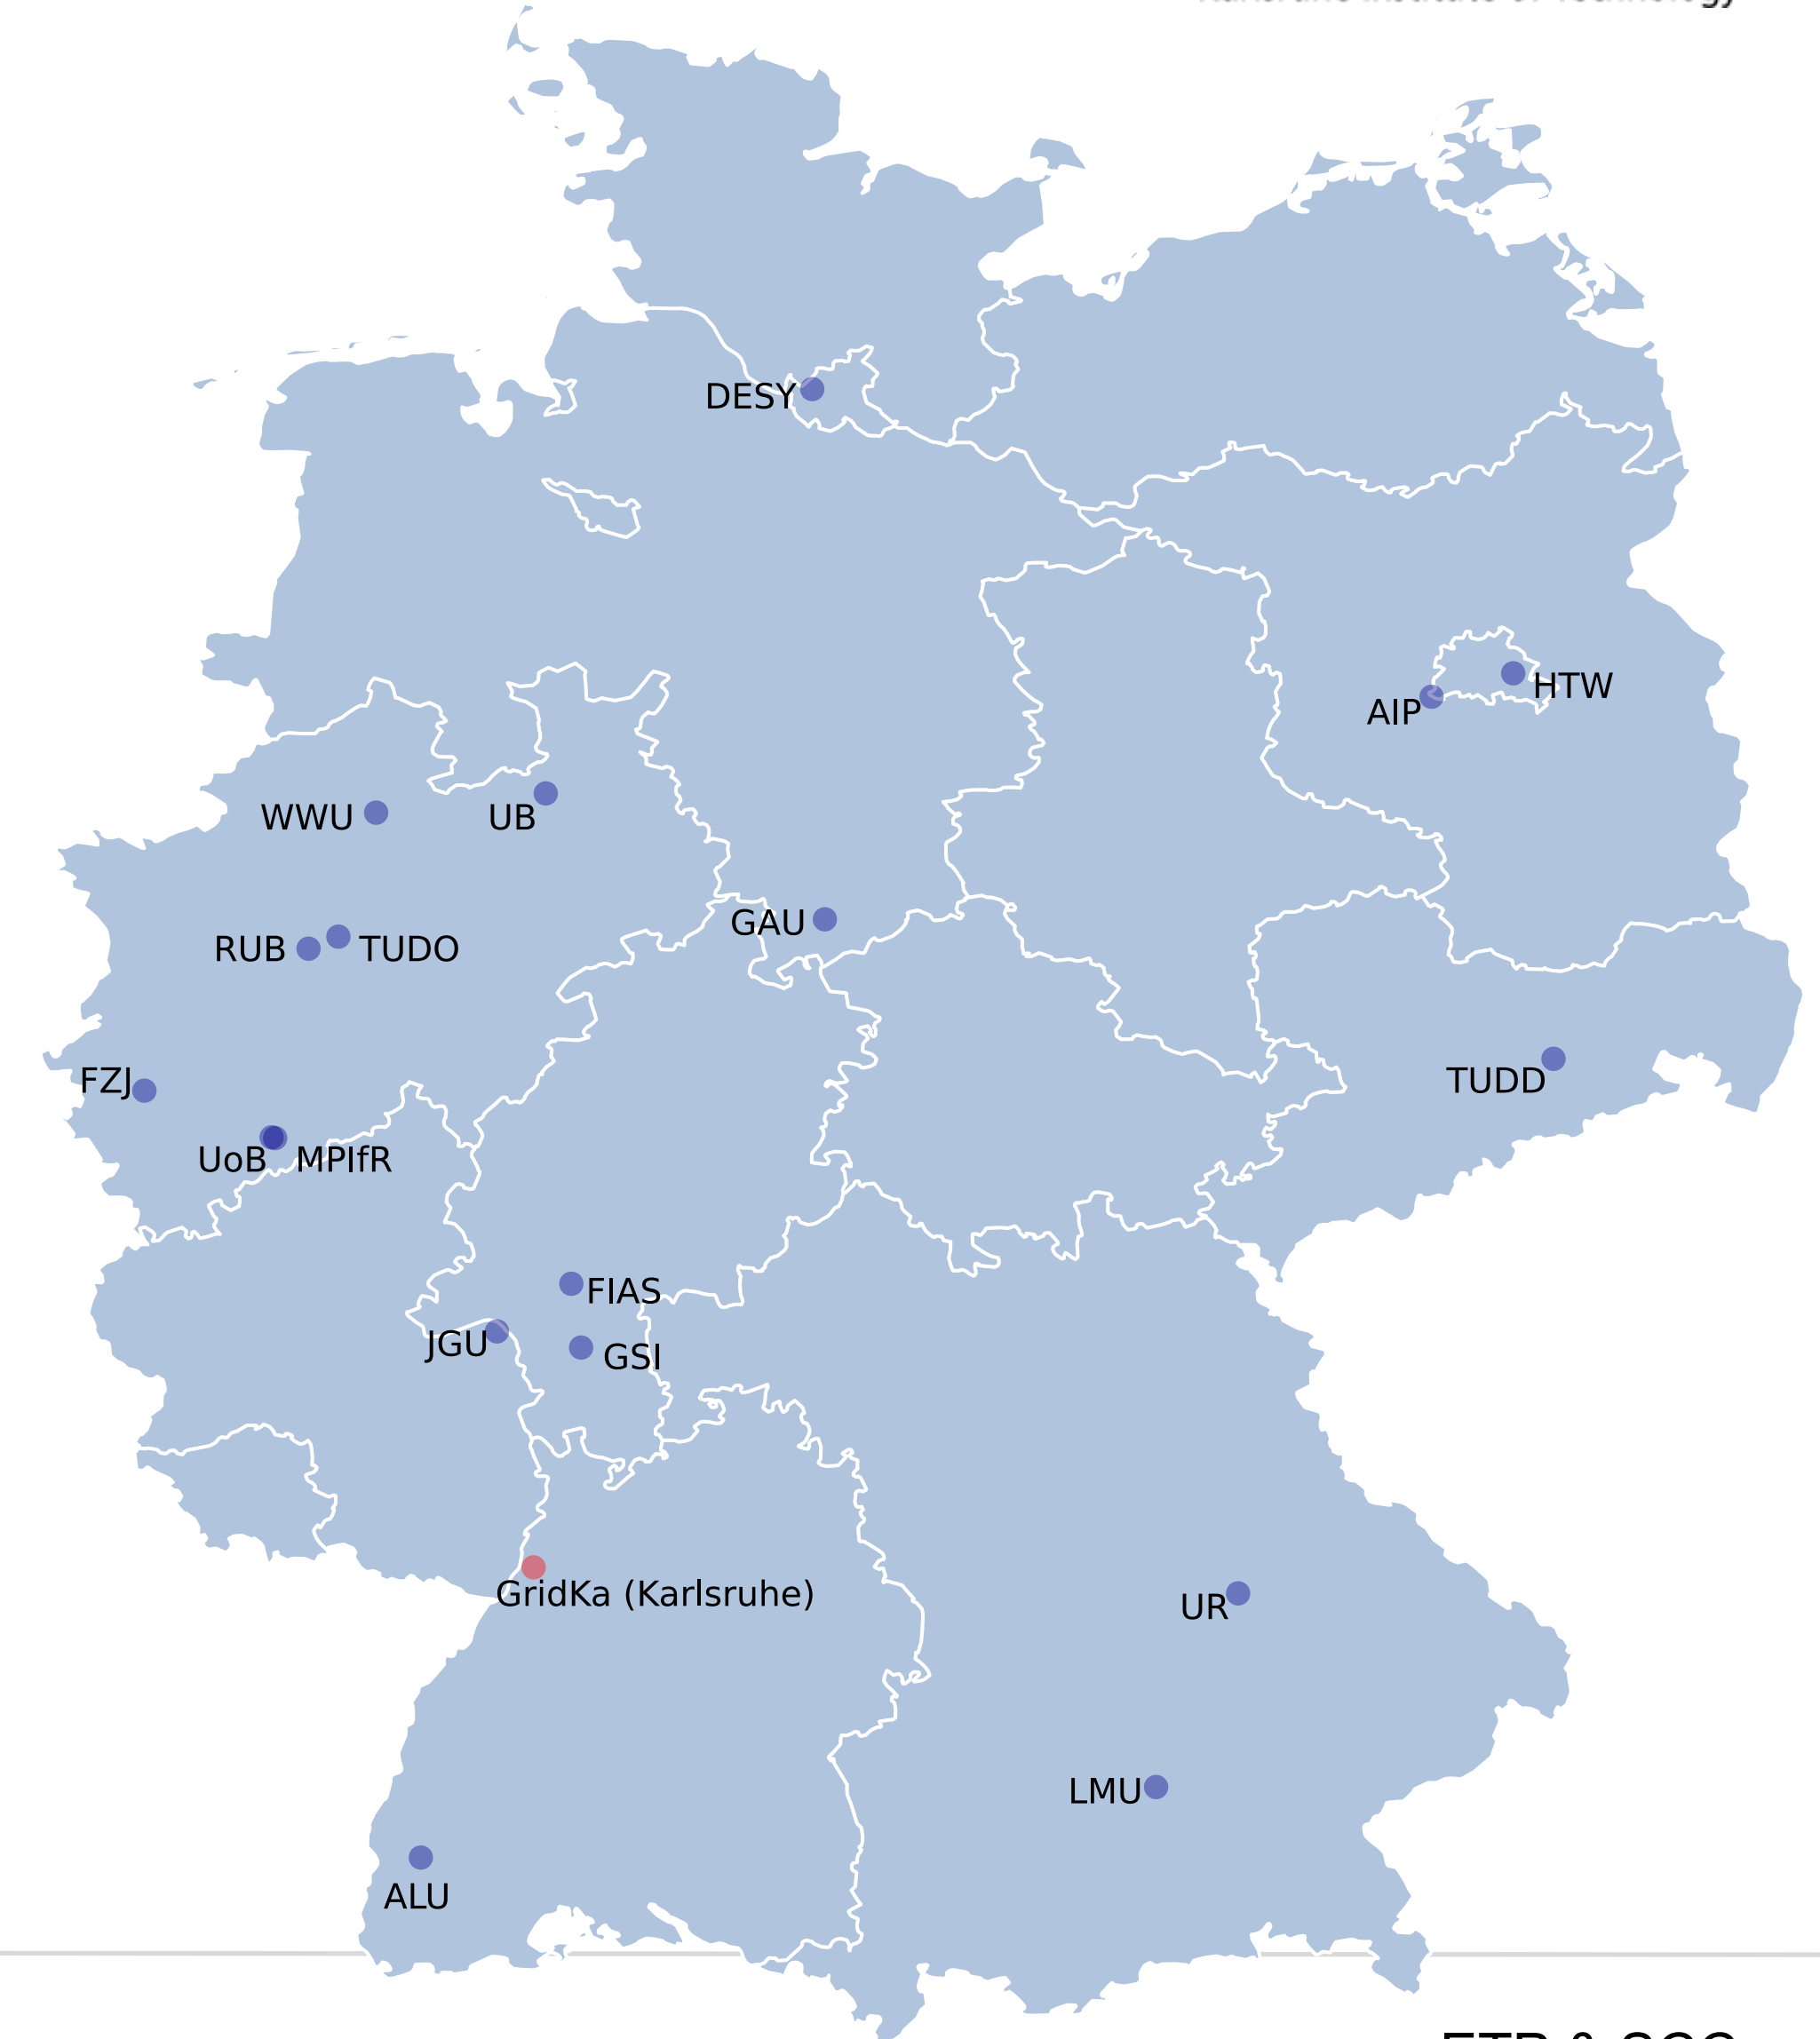 DESY
HTW
AIP
WWU
UB
GAU
RUB
TUDO
FZJ
TUDD
UoB
MPIfR
FIAS
JGU
GSI
GridKa (Karlsruhe)
UR
LMU
ALU